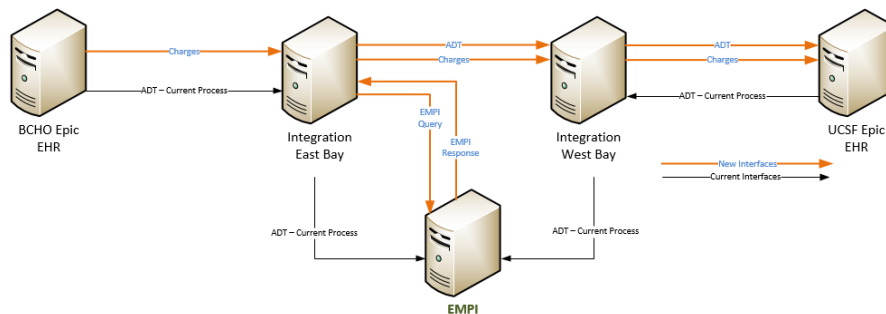 ADT
ADT
Charges
Charges
Charges
ADT – Current Process
ADT – Current Process
BCHO Epic
EHR
Integration
East Bay
EMPI
Query
EMPI
Response
Integration
West Bay
UCSF Epic
EHR
New Interfaces
Current Interfaces
ADT – Current Process
ADT – Current Process
EMPI